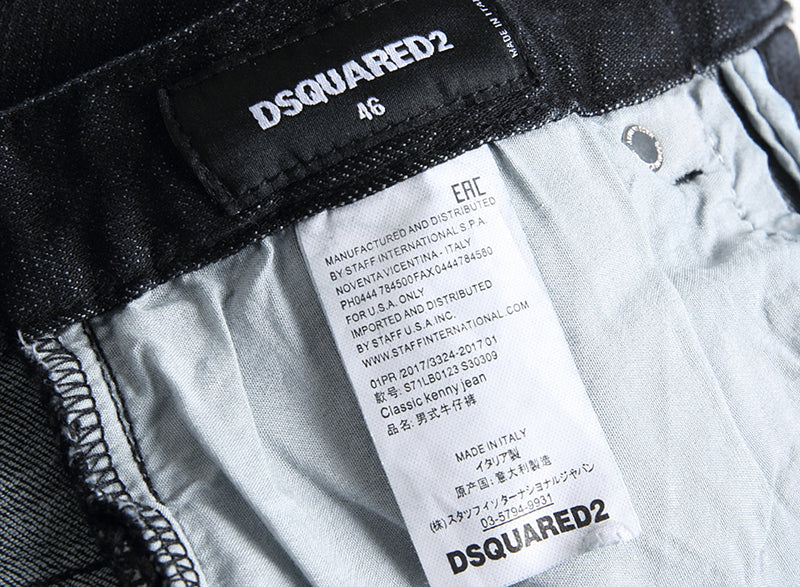 DSQUARED2
46
MADE IN ITALY
EAC
MANUFACTURED AND DISTRIBUTED
BY STAFF INTERNATIONAL S.P.A.
NOVENTA VICENTINA - ITALY
PH0444 784500FAX0444784580
FOR U.S.A. ONLY
IMPORTED AND DISTRIBUTED
BY STAFF U.S.A INC.
WWW.STAFFINTERNATIONAL.COM
01PR /2017/3324-201701
款号: S71LB0123 S30309
Classic kenny jean
品名: 男式牛仔裤
MADE IN ITALY
イタリア製
原产国: 意大利製造
(株)スタッフインターナショナルジャパン
03-5794-9931
DSQUARED2